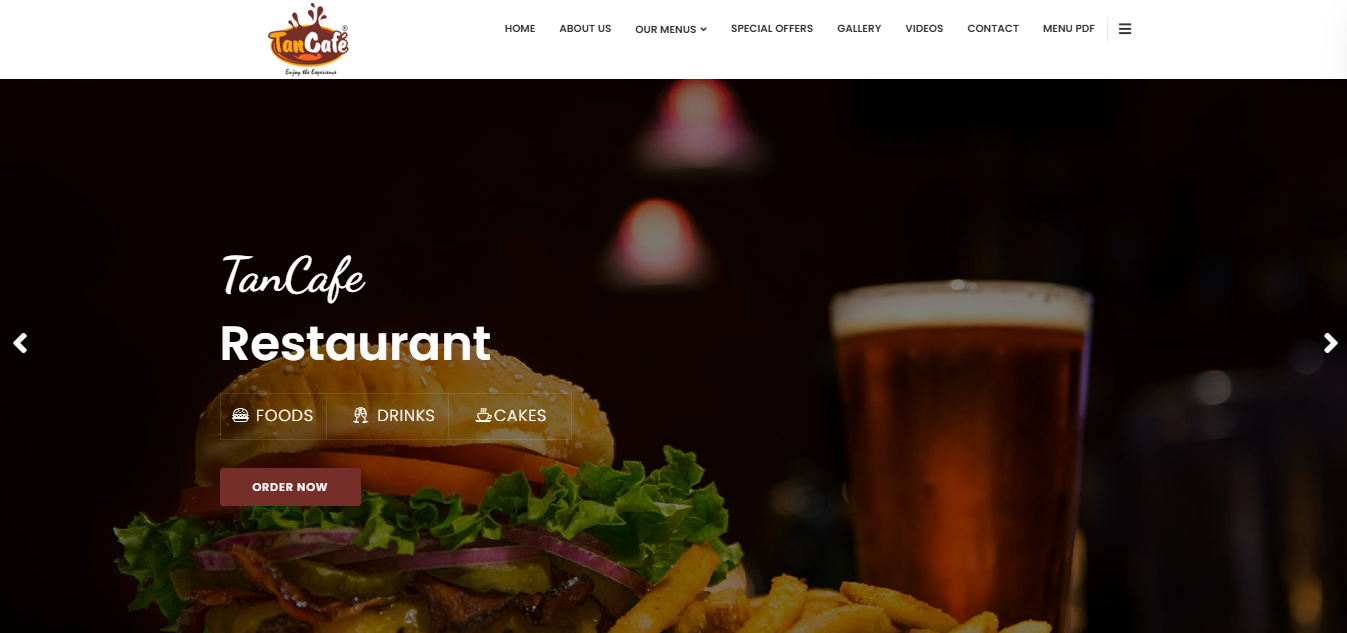 TanCafe
®
Enjoy the Experience
HOME ABOUT US OUR MENUS SPECIAL OFFERS GALLERY VIDEOS CONTACT MENU PDF
TanCafe
Restaurant
FOODS DRINKS CAKES
ORDER NOW